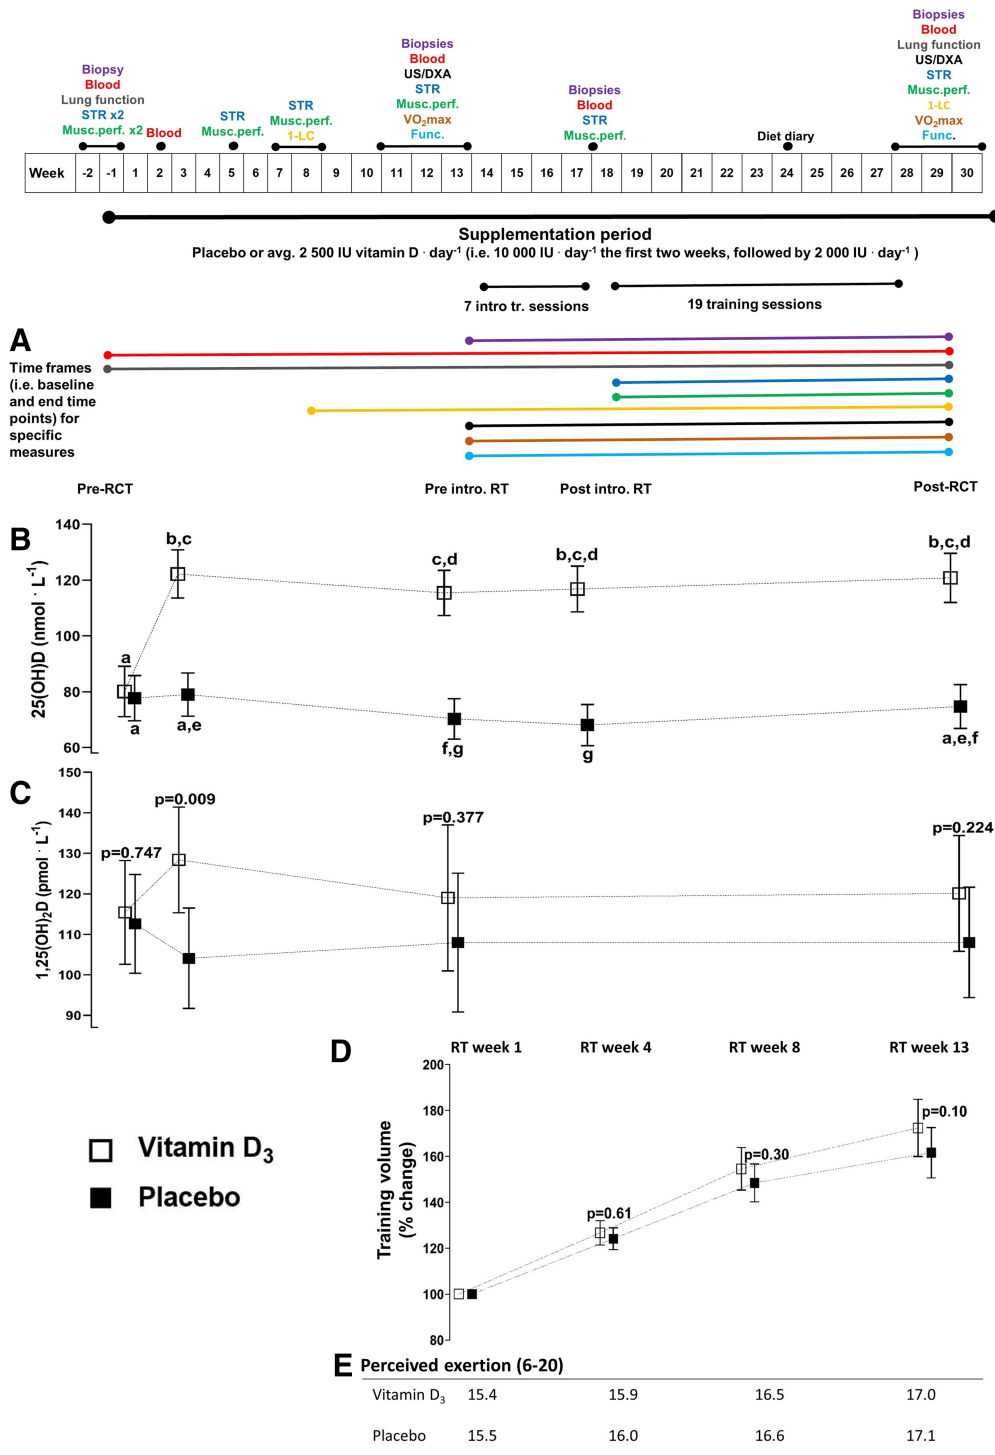 Biopsy
Blood
Lung function
STR x2
Musc.perf. x2
Blood
STR
Musc.perf.
STR
Musc.perf.
1-LC
Biopsies
Blood
US/DXA
STR
Musc.perf.
VO2max
Func.
Biopsies
Blood
STR
Musc.perf.
Diet diary
Biopsies
Blood
Lung function
US/DXA
STR
Musc.perf.
1-LC
VO2max
Func.
Week -2 -1 1 2 3 4 5 6 7 8 9 10 11 12 13 14 15 16 17 18 19 20 21 22 23 24 25 26 27 28 29 30
Supplementation period
Placebo or avg. 2 500 IU vitamin D · day-1 (i.e. 10 000 IU · day-1 the first two weeks, followed by 2 000 IU · day-1 )
7 intro tr. sessions
19 training sessions
A
Time frames
(i.e. baseline
and end time
points) for
specific
measures
Pre-RCT Pre intro. RT Post intro. RT Post-RCT
B
25(OH)D (nmol · L-1)
140
120
100
80
60
a
b,c
c,d
b,c,d
b,c,d
a
a,e
f,g
g
a,e,f
C
1,25(OH)2D (pmol · L-1)
150
140
130
120
110
100
90
p=0.747
p=0.009
p=0.377
p=0.224
Vitamin D3
Placebo
D
RT week 1 RT week 4 RT week 8 RT week 13
Training volume
(% change)
200
180
160
140
120
100
80
p=0.61
p=0.30
p=0.10
E Perceived exertion (6-20)
Vitamin D3 15.4 15.9 16.5 17.0
Placebo 15.5 16.0 16.6 17.1